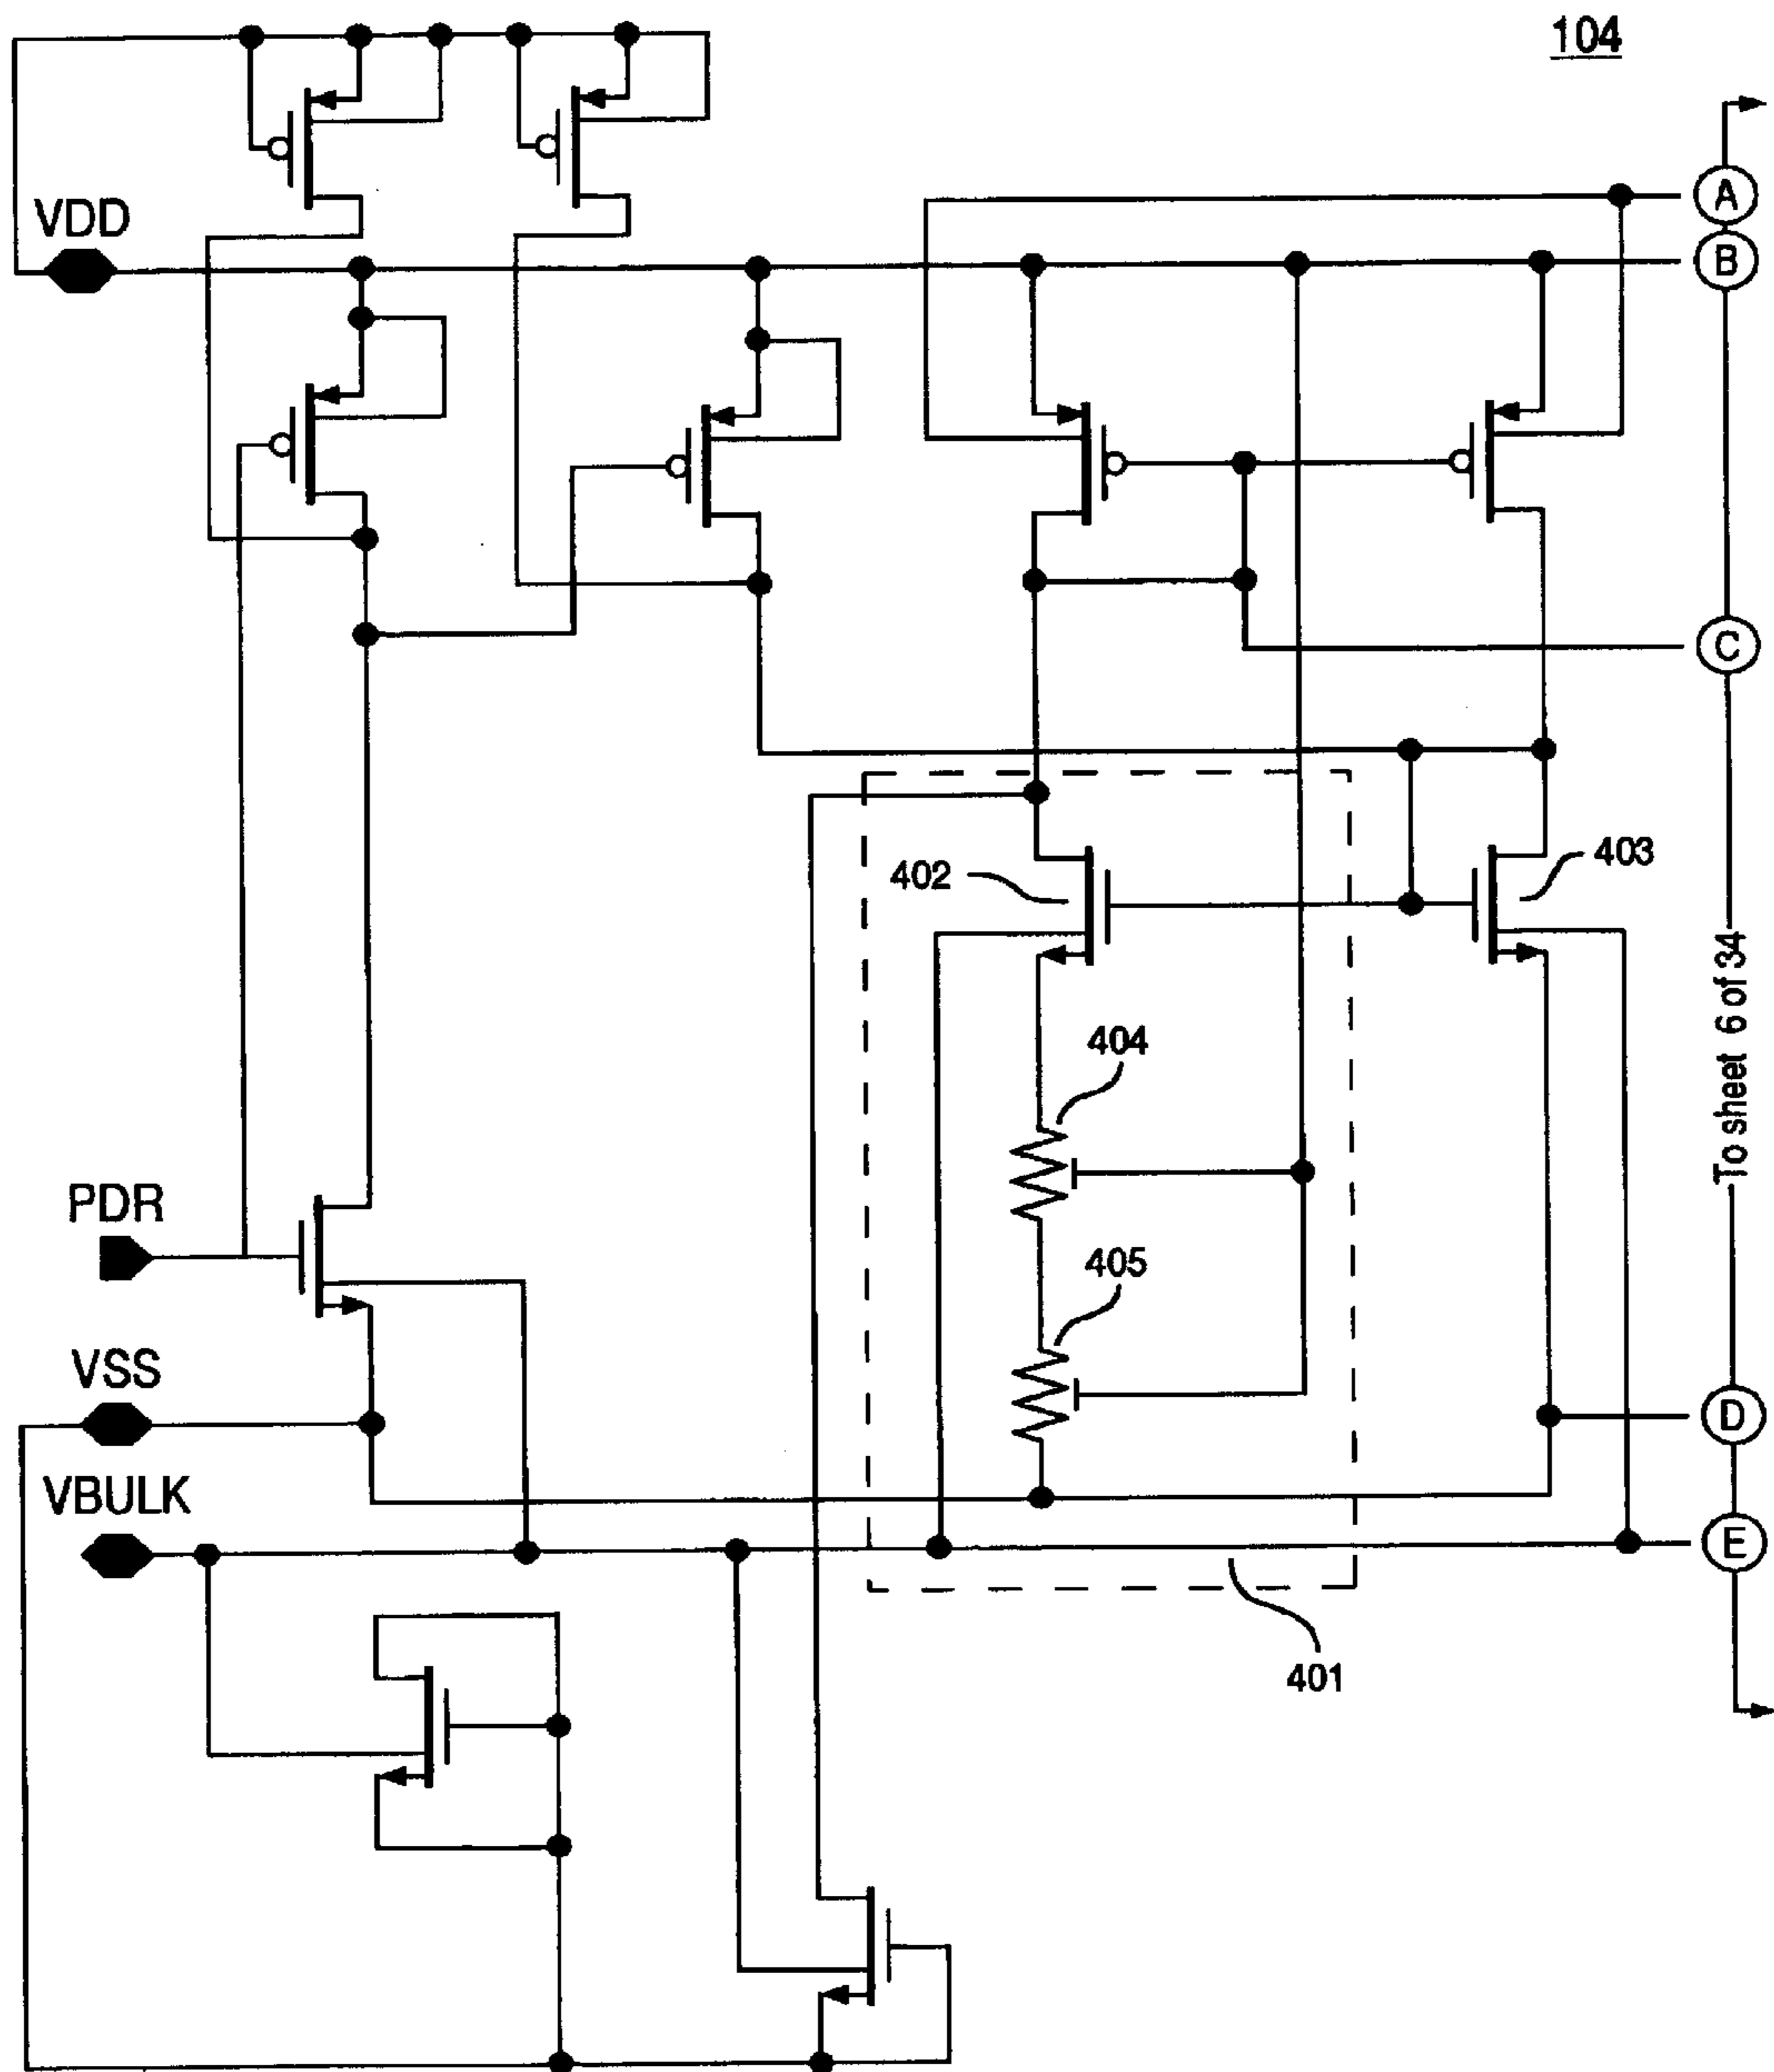 104
VDD
A
B
C
402
403
404
To sheet 6 of 34
PDR
405
VSS
D
VBULK
E
401